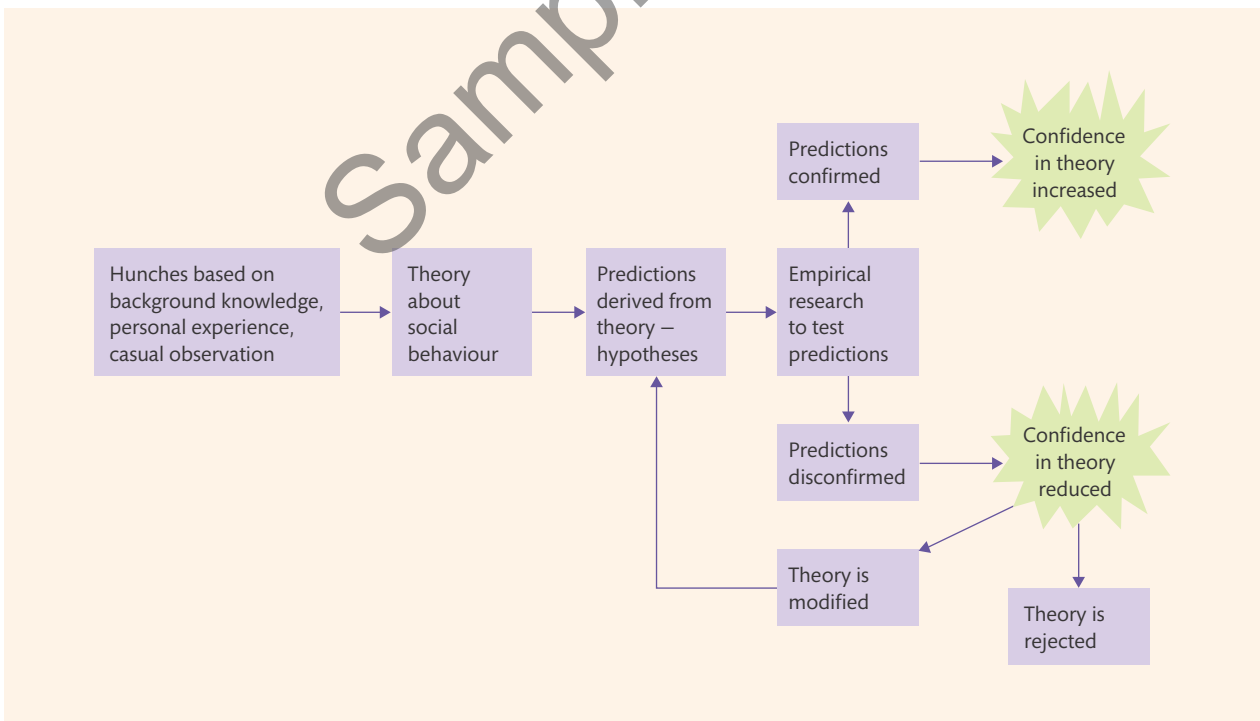 Sampl
Predictions
confirmed
Confidence
in theory
increased
Hunches based on
background knowledge,
personal experience,
casual observation
Theory
about
social
behaviour
Predictions
derived from
theory –
hypotheses
Empirical
research
to test
predictions
Predictions
disconfirmed
Confidence
in theory
reduced
Theory is
modified
Theory is
rejected